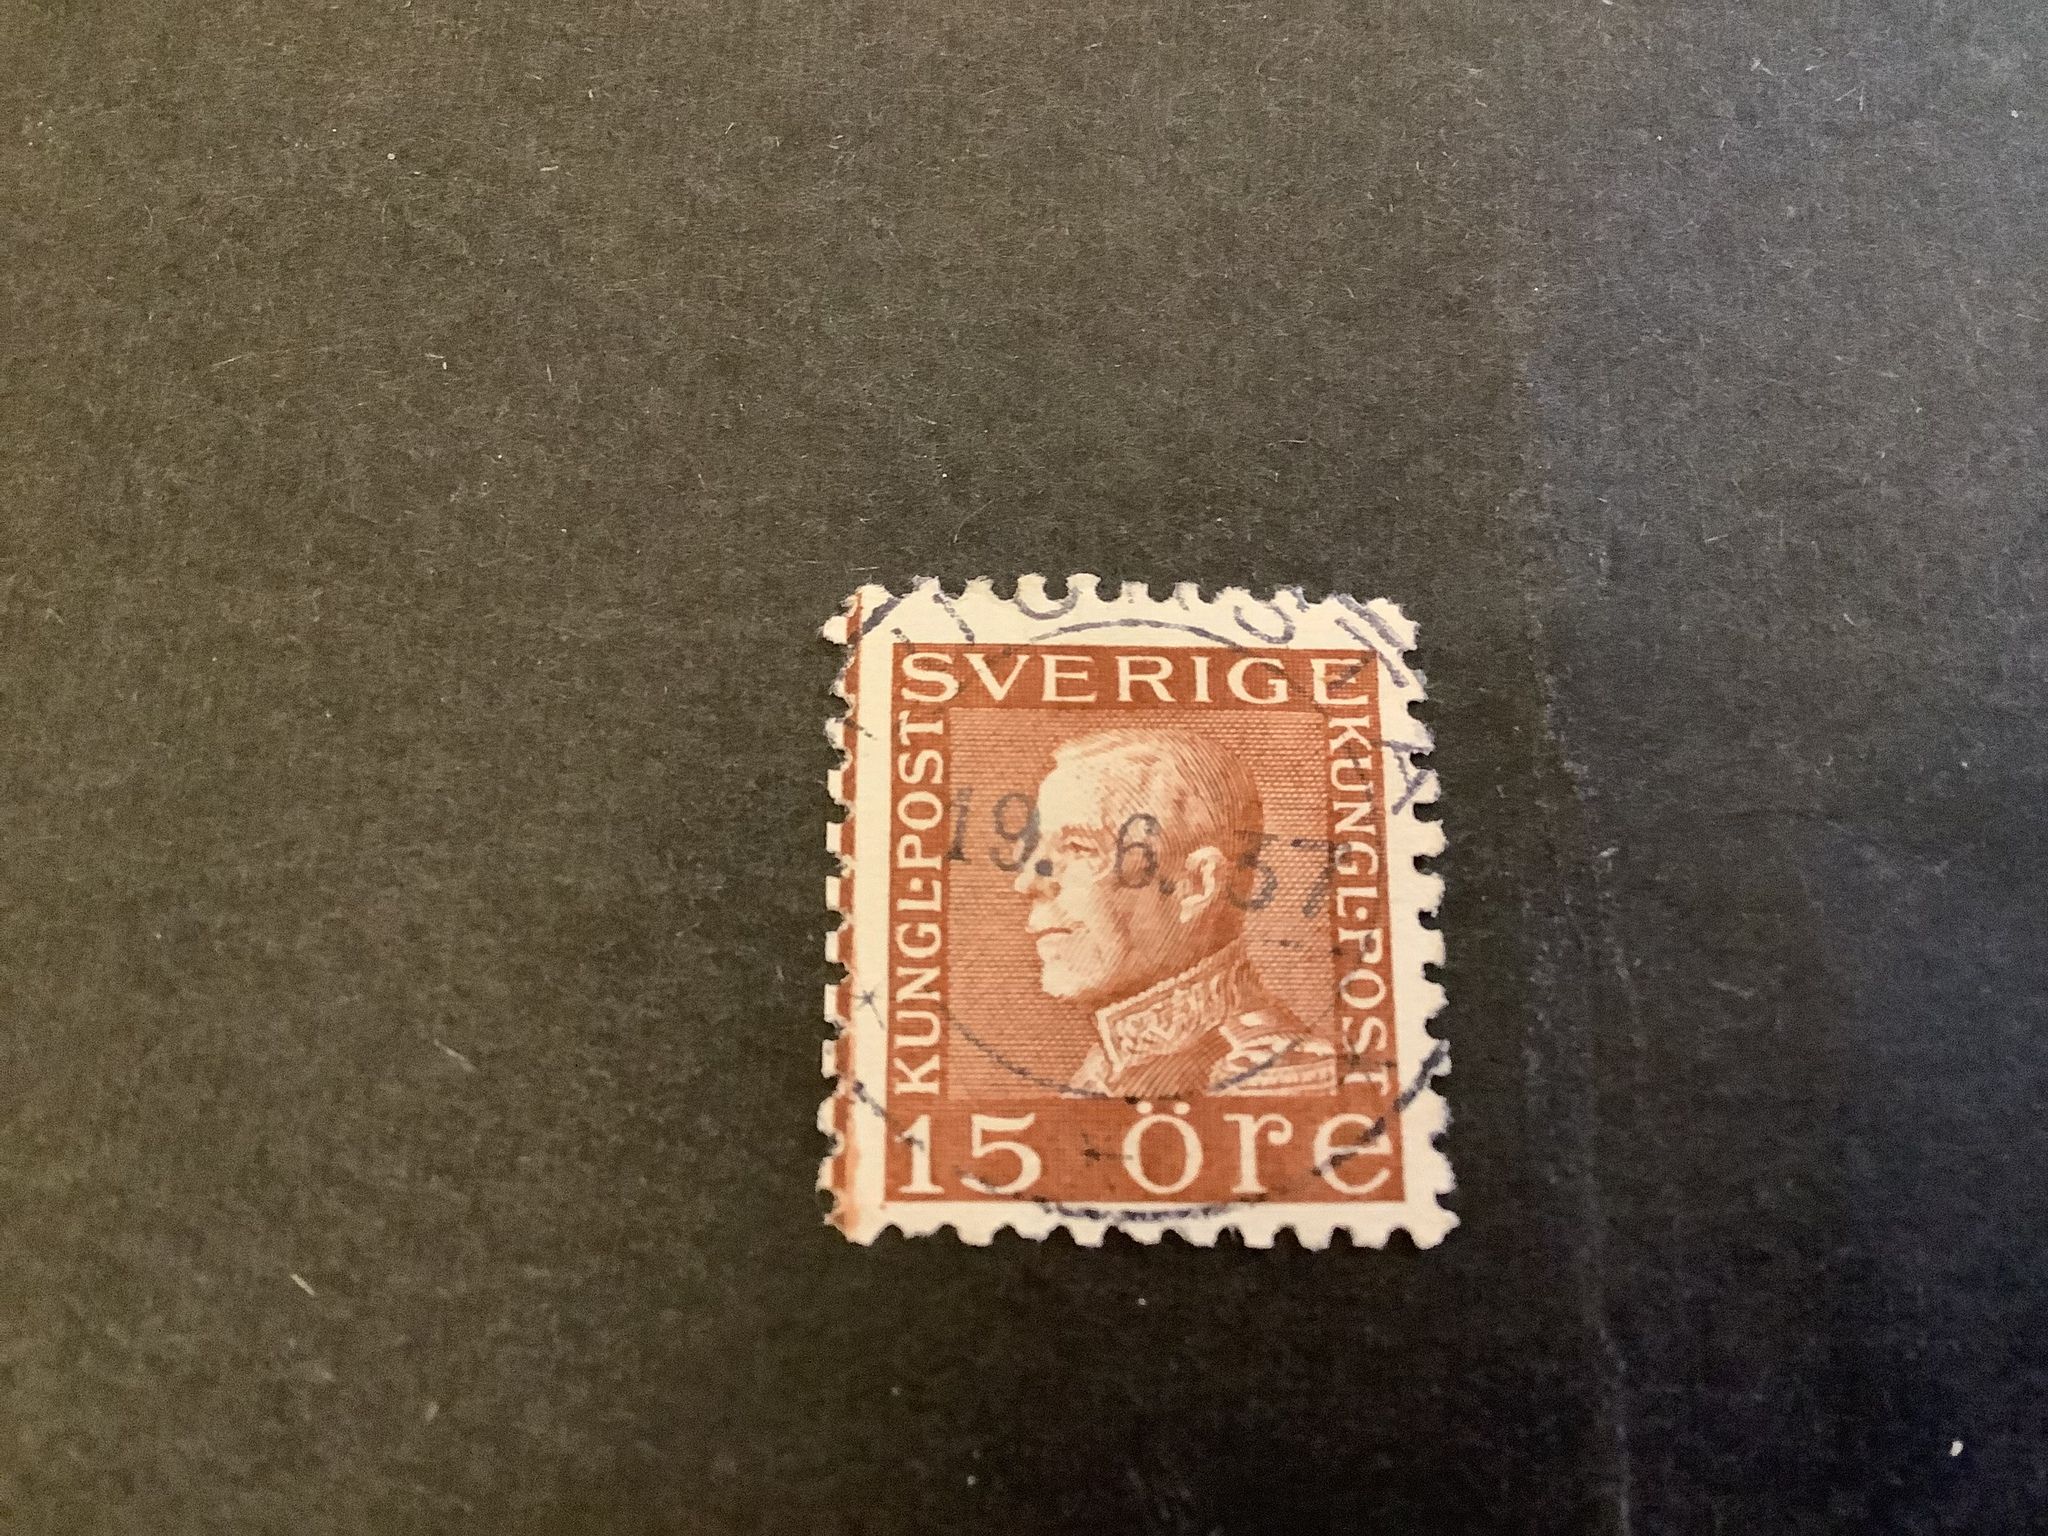 SVERIGE
KUNGL:POST
19. 6. 37
KUNGL:POST
15 öre